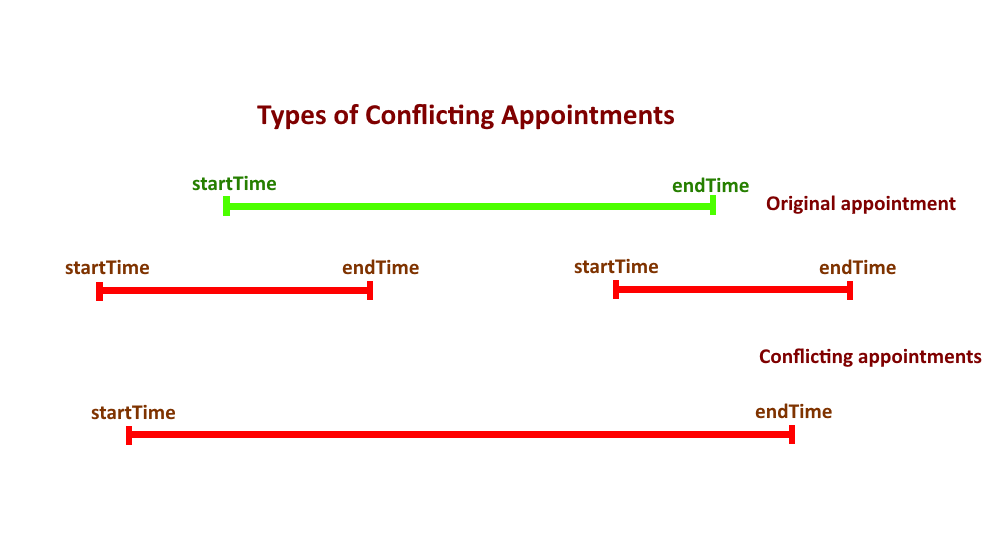 Types of Conflicting Appointments
startTime
endTime
Original appointment
startTime
endTime
startTime
endTime
Conflicting appointments
startTime
endTime